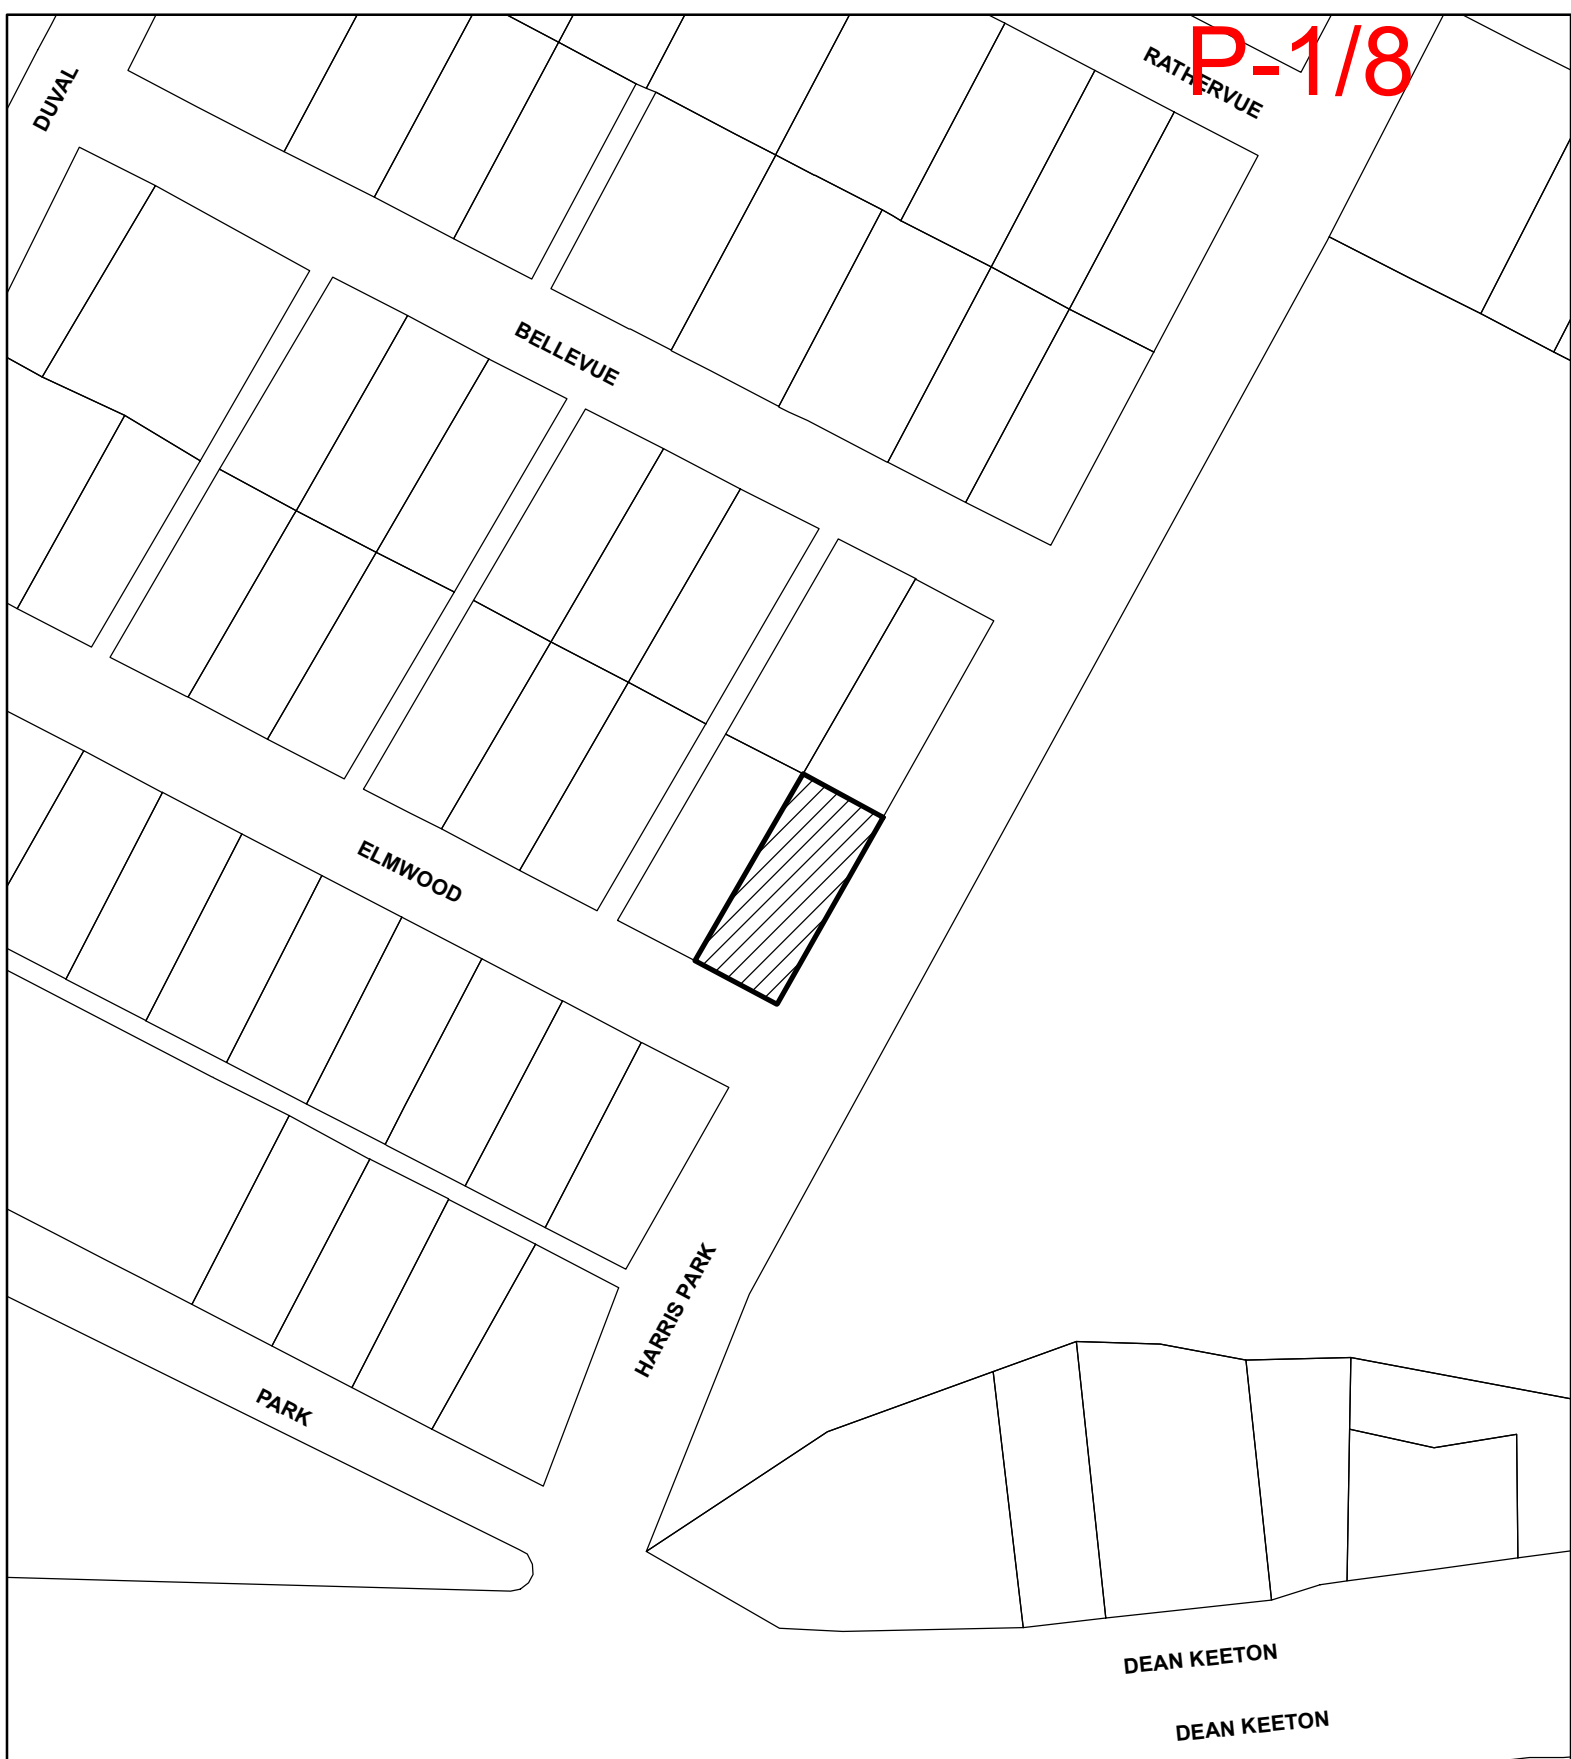 P-1/8
RATHERVUE
DUVAL
BELLEVUE
ELMWOOD
HARRIS PARK
PARK
DEAN KEETON
DEAN KEETON